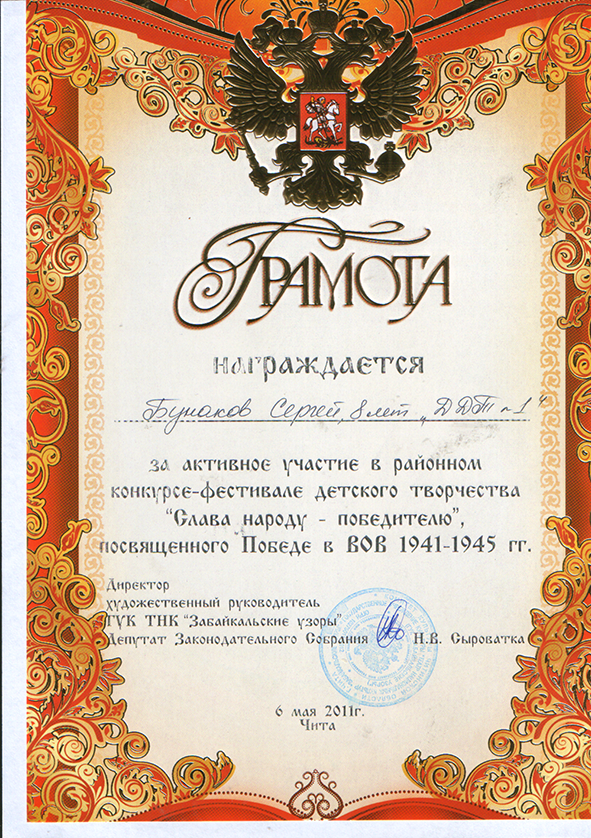 Грамота
награждается
Бунаков Сергей, 8 лет „ДДТ №1“
за активное участие в районном
конкурсе-фестивале детского творчества
"Слава народу - победителю",
посвященного Победе в ВОВ 1941-1945 гг.
Директор
художественный руководитель
ГУК ТНК "Забайкальские узоры"
Депутат Законодательного Собрания Н.В. Сыроватка
6 мая 2011г.
Чита